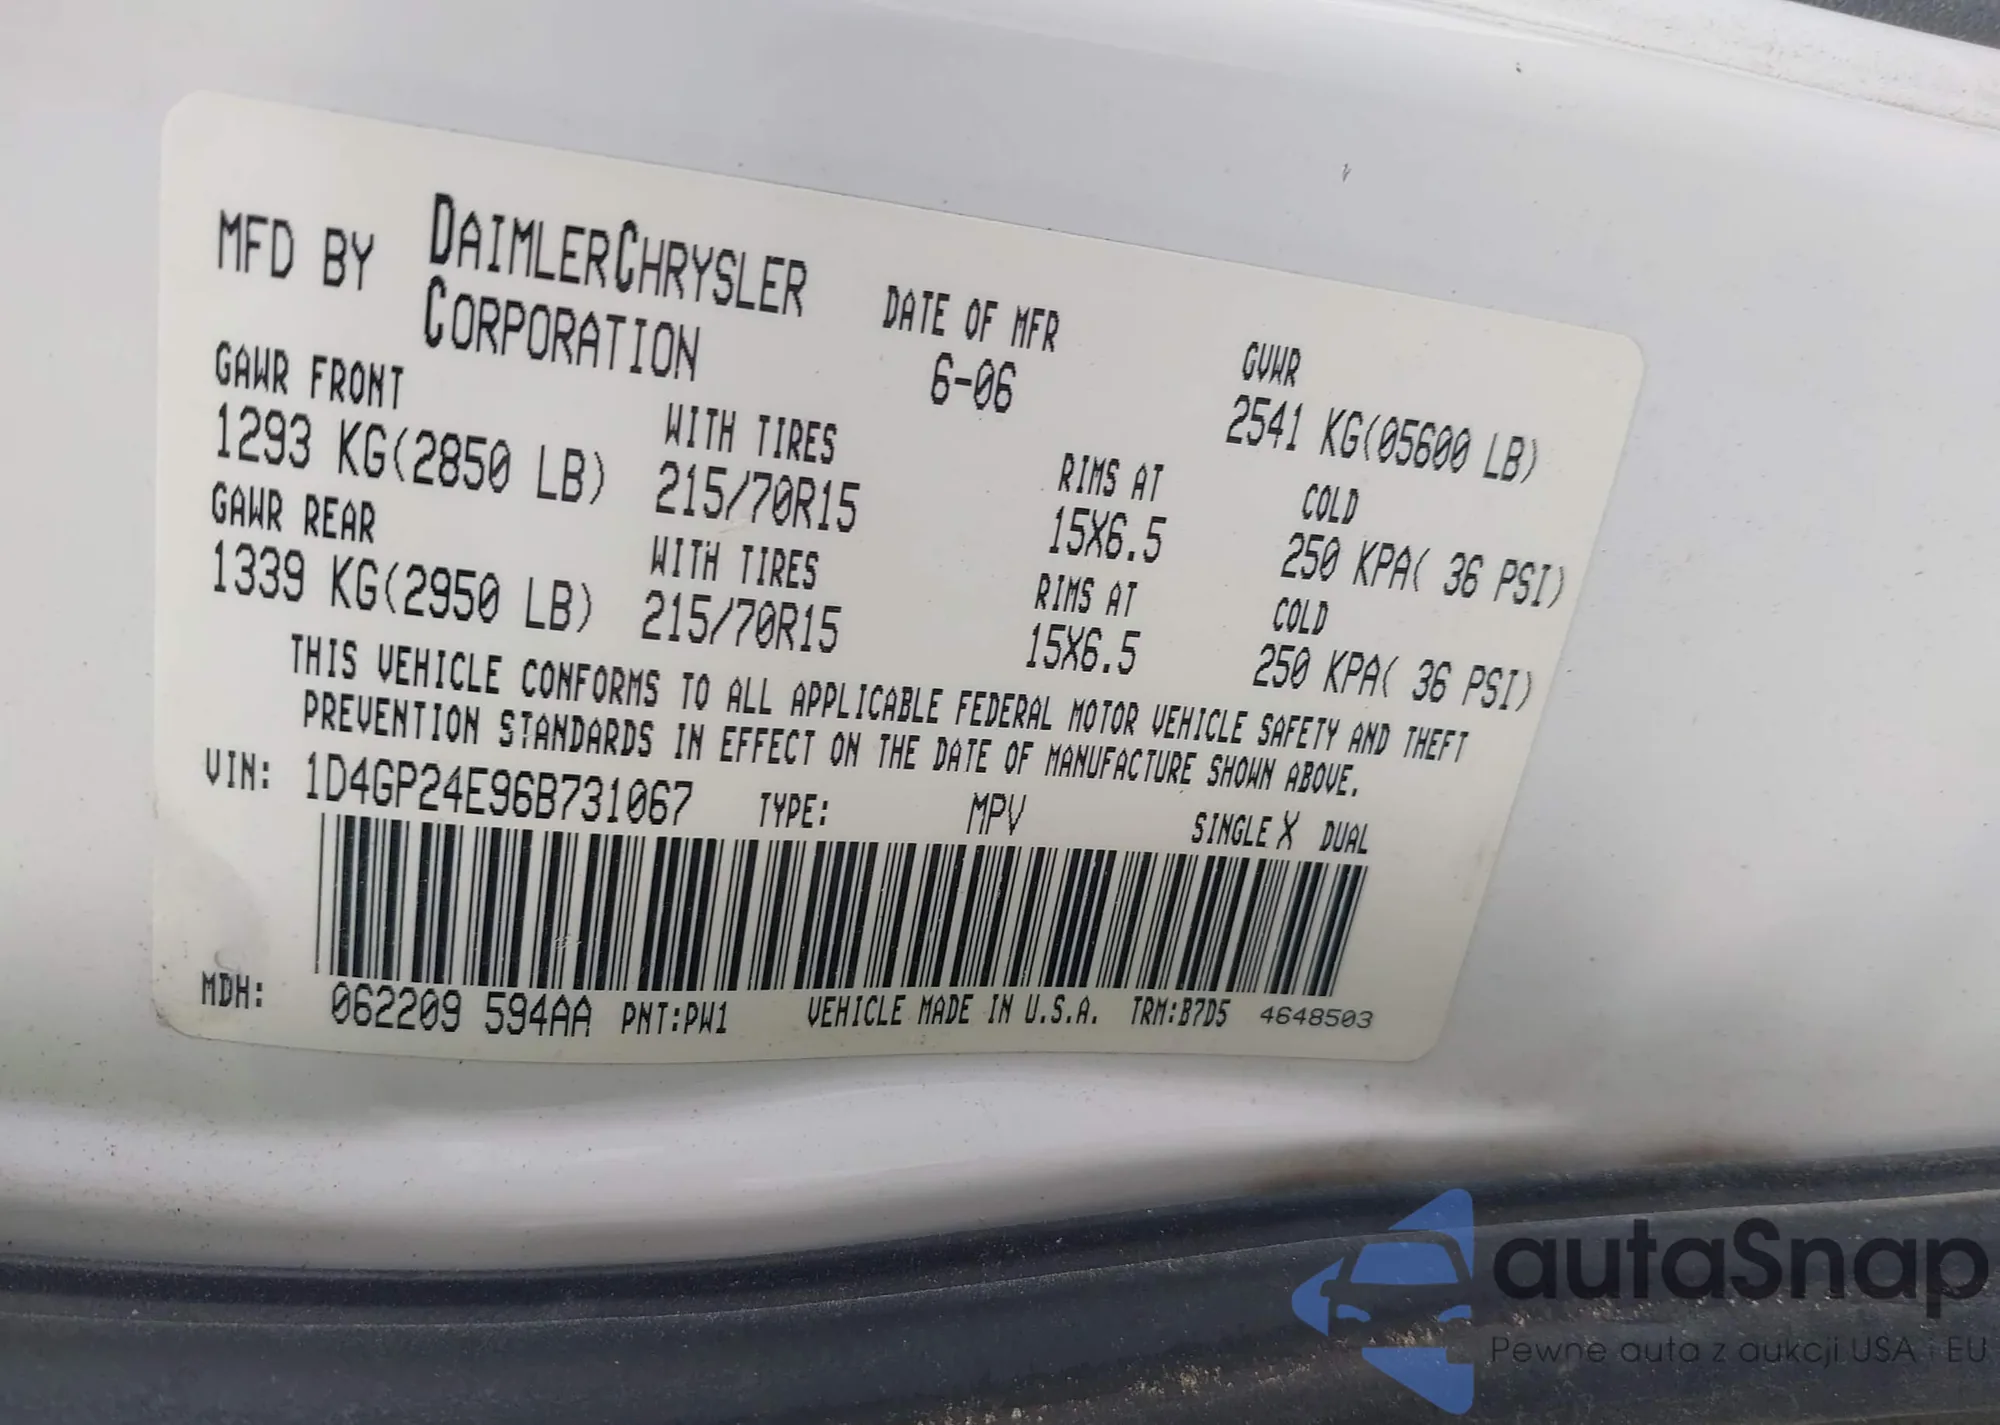 MFD BY DAIMLERCHRYSLER CORPORATION
DATE OF MFR 6-06
GVWR 2541 KG(05600 LB)
GAWR FRONT WITH TIRES RIMS AT COLD
1293 KG(2850 LB) 215/70R15 15X6.5 250 KPA( 36 PSI)
GAWR REAR WITH TIRES RIMS AT COLD
1339 KG(2950 LB) 215/70R15 15X6.5 250 KPA( 36 PSI)
THIS VEHICLE CONFORMS TO ALL APPLICABLE FEDERAL MOTOR VEHICLE SAFETY AND THEFT
PREVENTION STANDARDS IN EFFECT ON THE DATE OF MANUFACTURE SHOWN ABOVE.
VIN: 1D4GP24E96B731067 TYPE: MPV SINGLE X DUAL
MDH: 062209 594AA PNT:PW1 VEHICLE MADE IN U.S.A. TRM:B7D5 4648503
autaSnap
Pewne auta z aukcji USA i EU